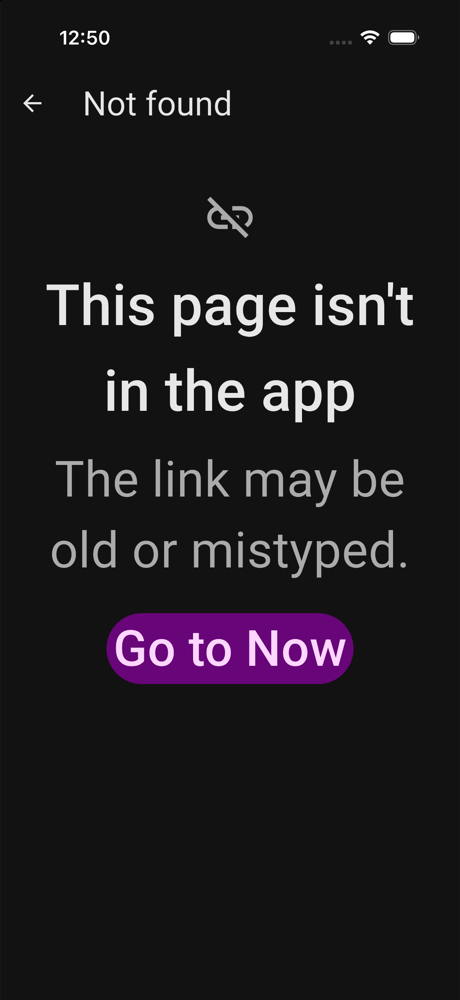 12:50
Not found
This page isn't
in the app
The link may be
old or mistyped.
Go to Now